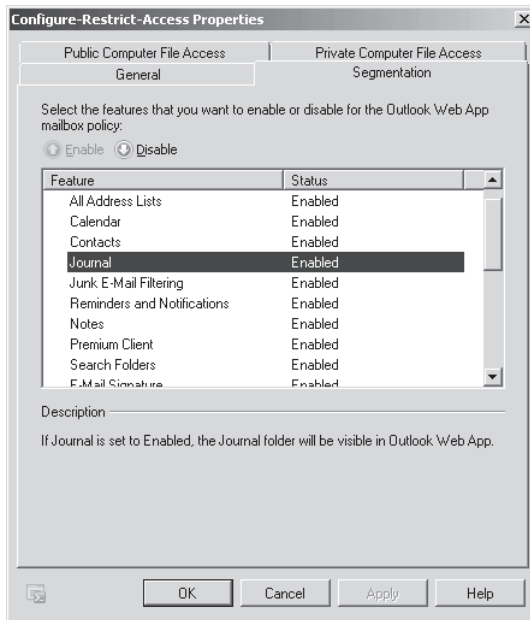 Configure-Restrict-Access Properties
Public Computer File Access Private Computer File Access
General Segmentation
Select the features that you want to enable or disable for the Outlook Web App
mailbox policy:
Enable Disable
Feature Status
All Address Lists Enabled
Calendar Enabled
Contacts Enabled
Journal Enabled
Junk E-Mail Filtering Enabled
Reminders and Notifications Enabled
Notes Enabled
Premium Client Enabled
Search Folders Enabled
E-Mail Signature Enabled
Description
If Journal is set to Enabled, the Journal folder will be visible in Outlook Web App.
OK Cancel Apply Help